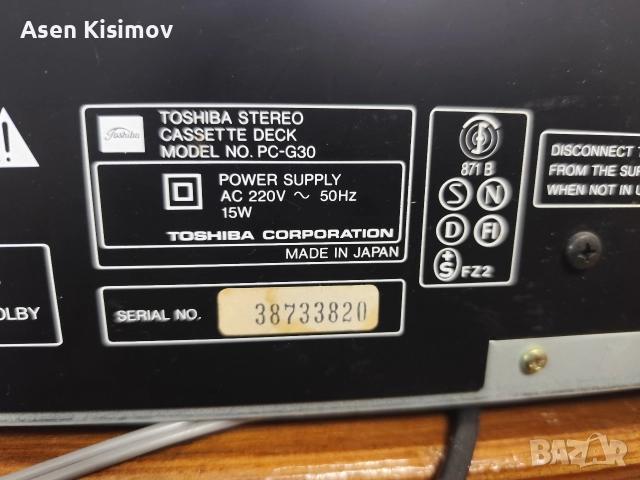 Asen Kisimov
Toshiba
TOSHIBA STEREO
CASSETTE DECK
MODEL NO. PC-G30
POWER SUPPLY
AC 220V ~ 50Hz
15W
TOSHIBA CORPORATION
MADE IN JAPAN
SERIAL NO. 38733820
871 B
S N
D FI
+S FZ2
DISCONNECT
FROM THE
WHEN NOT IN
OLBY
BAZAR